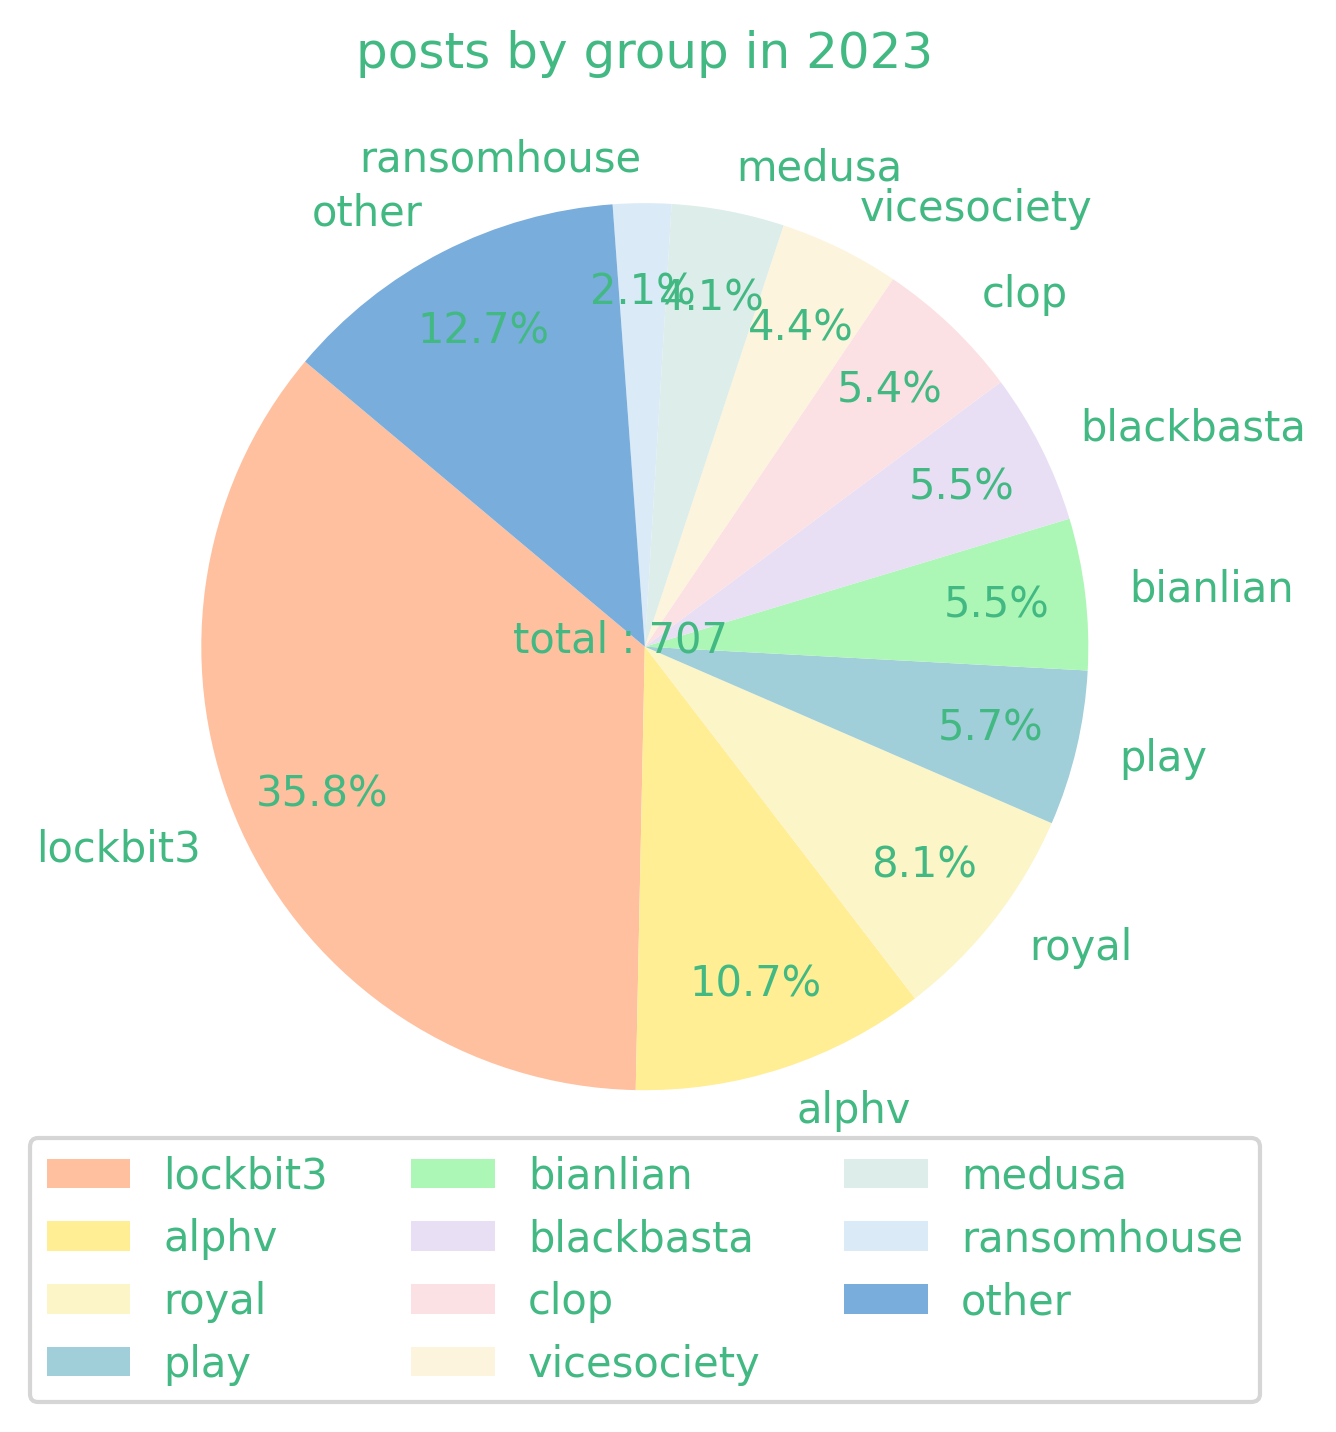 posts by group in 2023
ransomhouse
medusa
other
vicesociety
clop
2.1%
4.1%
12.7%
4.4%
5.4%
blackbasta
5.5%
bianlian
5.5%
total : 707
5.7%
play
35.8%
lockbit3
8.1%
royal
10.7%
alphv
lockbit3
alphv
royal
play
bianlian
blackbasta
clop
vicesociety
medusa
ransomhouse
other